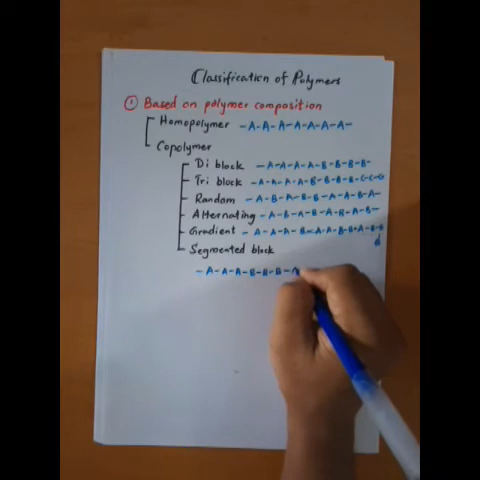 Classification of Polymers
① Based on polymer composition
Homopolymer -A-A-A-A-A-A-A-
Copolymer
Di block -A-A-A-A-B-B-B-B-
Tri block -A-A-A-A-B-B-B-B-C-C-C
Random -A-B-A-B-B-A-A-B-A-
Alternating -A-B-A-B-A-B-A-B-
Gradient -A-A-A-B-A-A-B-B-A-B-B
Segmented block
-A-A-A-B-B-B-A